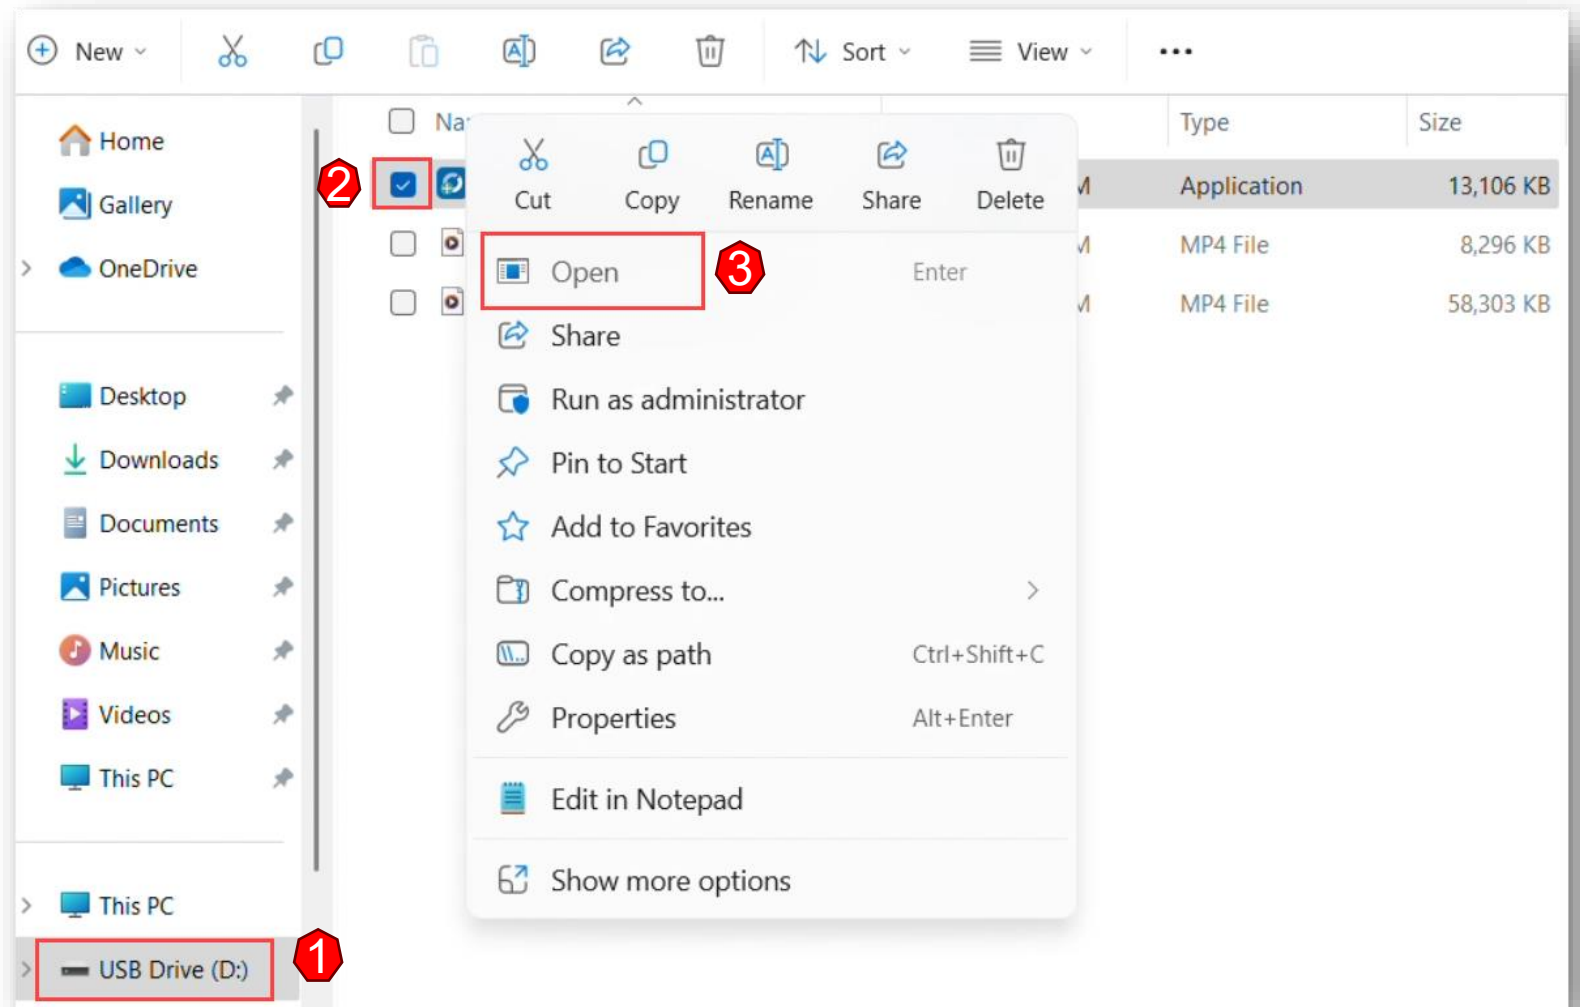 New
Sort
View
Home
Gallery
OneDrive
Desktop
Downloads
Documents
Pictures
Music
Videos
This PC
This PC
USB Drive (D:)
1
2
3
Type
Size
Application
13,106 KB
MP4 File
8,296 KB
MP4 File
58,303 KB
Cut
Copy
Rename
Share
Delete
Open Enter
Share
Run as administrator
Pin to Start
Add to Favorites
Compress to...
Copy as path Ctrl+Shift+C
Properties Alt+Enter
Edit in Notepad
Show more options